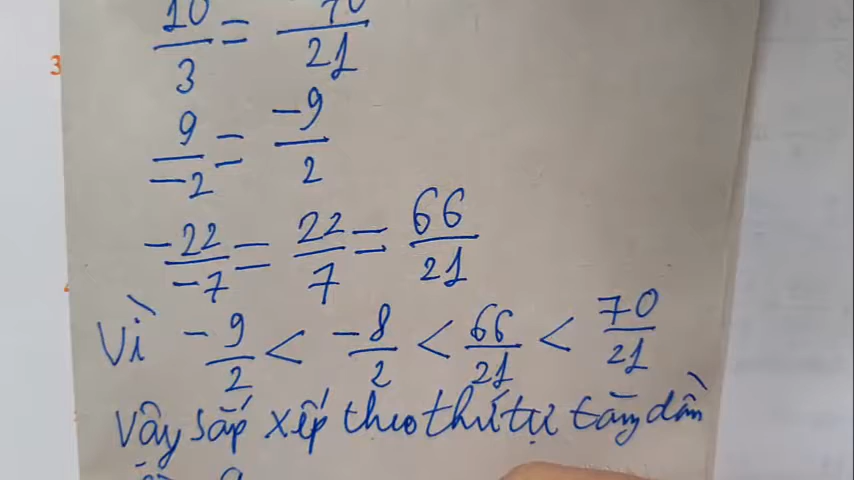 10/3 = 70/21
9/-2 = -9/2
-22/-7 = 22/7 = 66/21
Vì -9/2 < -8/2 < 66/21 < 70/21
Vậy sắp xếp theo thứ tự tăng dần
3